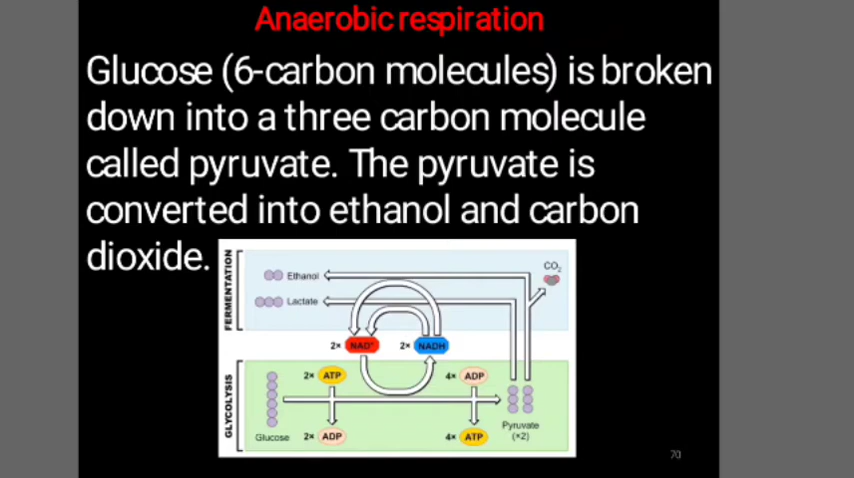 Anaerobic respiration
Glucose (6-carbon molecules) is broken
down into a three carbon molecule
called pyruvate. The pyruvate is
converted into ethanol and carbon
dioxide.
FERMENTATION
Ethanol
CO₂
Lactate
2× NAD⁺ 2× NADH
GLYCOLYSIS
2× ATP 4× ADP
Glucose 2× ADP 4× ATP
Pyruvate
(×2)
70